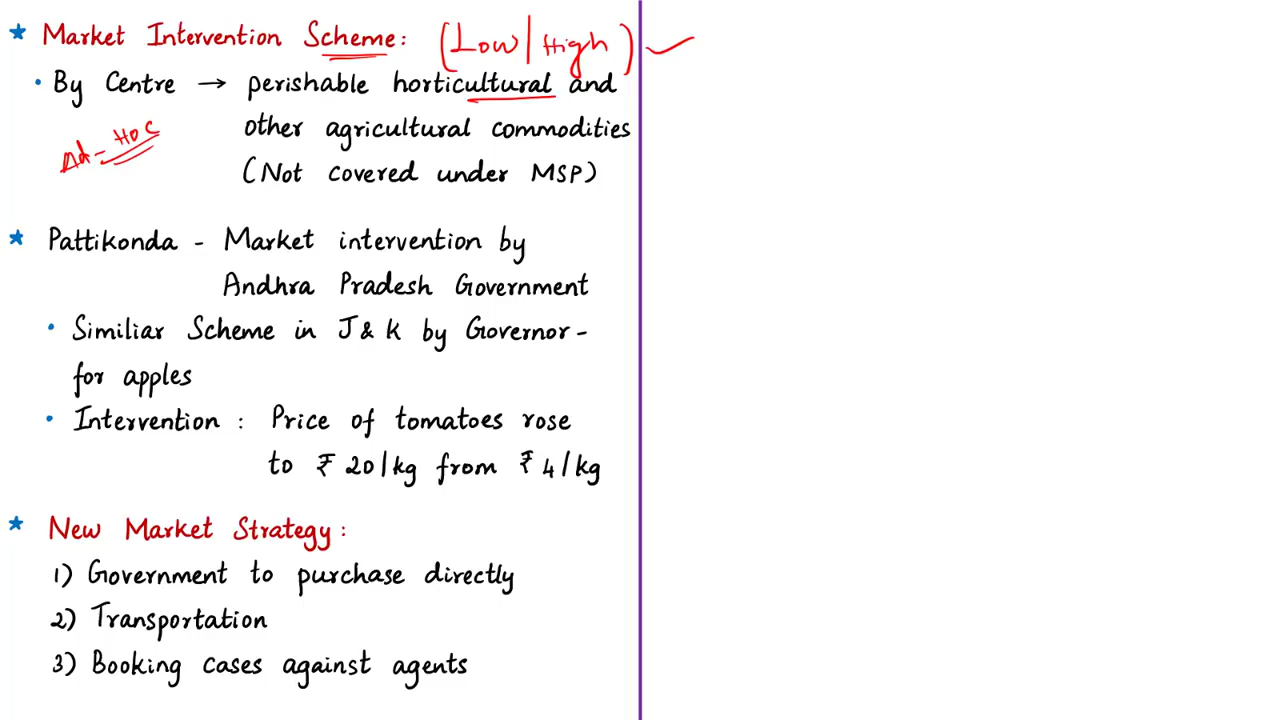 * Market Intervention Scheme: (Low/High) ✓
• By Centre → perishable horticultural and
other agricultural commodities
Ad-Hoc
(Not covered under MSP)
* Pattikonda - Market intervention by
Andhra Pradesh Government
• Similiar Scheme in J & K by Governor -
for apples
• Intervention : Price of tomatoes rose
to ₹ 20/kg from ₹ 4/kg
* New Market Strategy :
1) Government to purchase directly
2) Transportation
3) Booking cases against agents